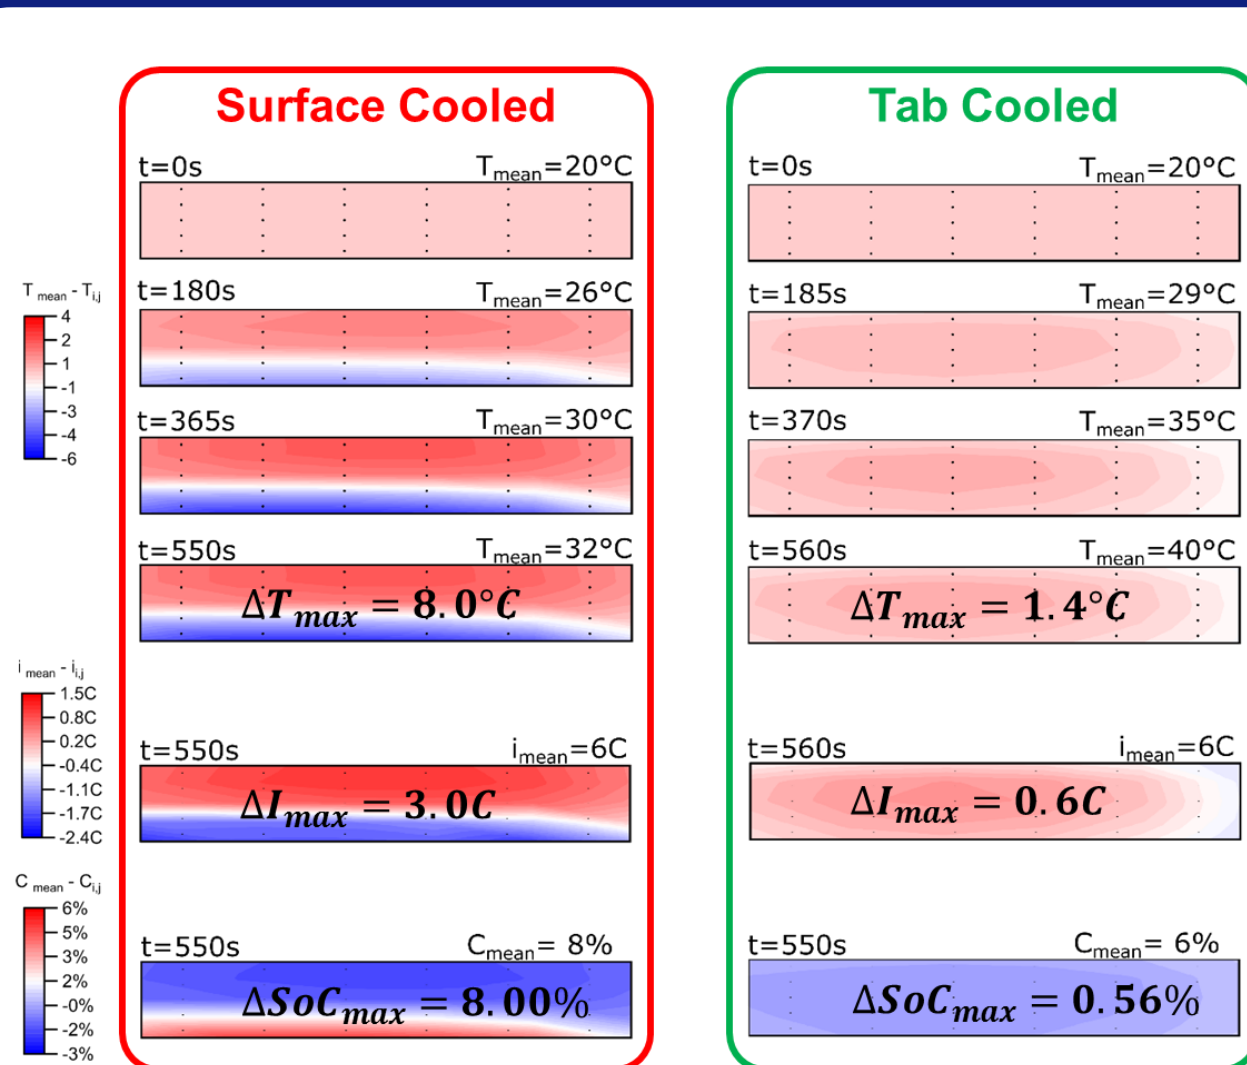 Surface Cooled
t=0s Tmean=20°C
t=180s Tmean=26°C
t=365s Tmean=30°C
t=550s Tmean=32°C
ΔTmax = 8.0°C
t=550s imean=6C
ΔImax = 3.0C
t=550s Cmean= 8%
ΔSoCmax = 8.00%
Tab Cooled
t=0s Tmean=20°C
t=185s Tmean=29°C
t=370s Tmean=35°C
t=560s Tmean=40°C
ΔTmax = 1.4°C
t=560s imean=6C
ΔImax = 0.6C
t=550s Cmean= 6%
ΔSoCmax = 0.56%
T mean - Ti,j
4
2
1
-1
-3
-4
-6
i mean - ii,j
1.5C
0.8C
0.2C
-0.4C
-1.1C
-1.7C
-2.4C
C mean - Ci,j
6%
5%
3%
2%
-0%
-2%
-3%